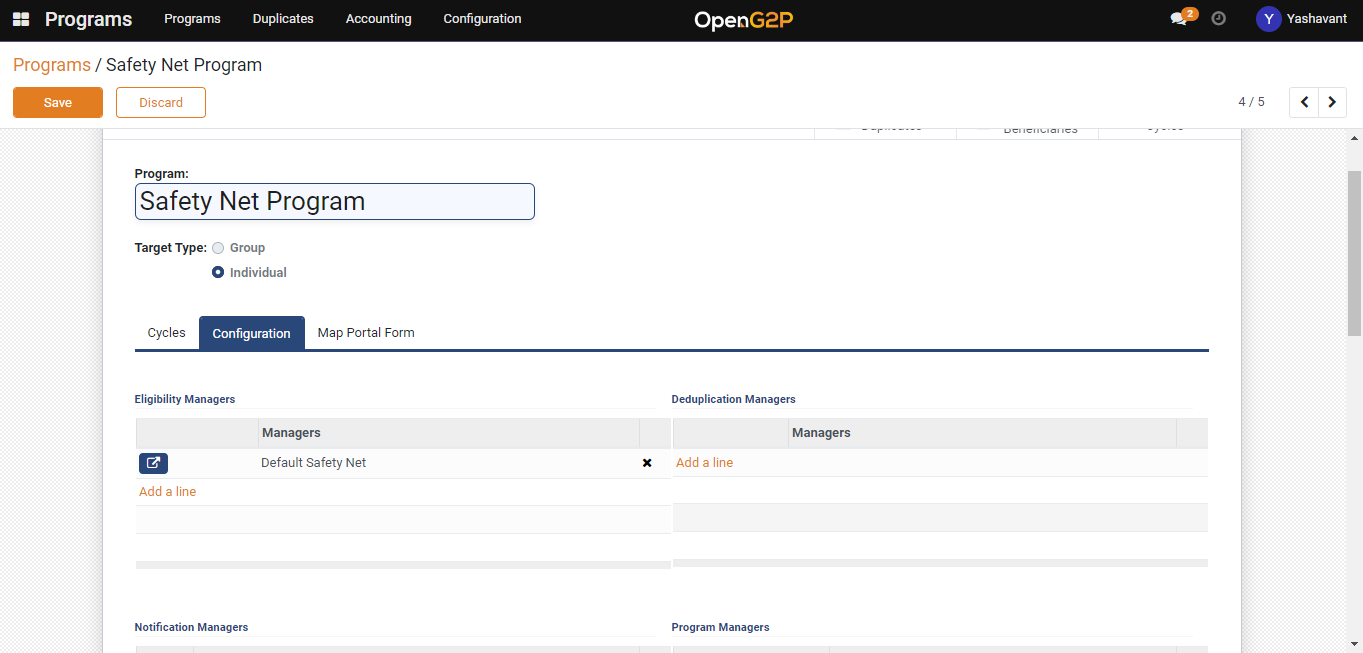 Programs Programs Duplicates Accounting Configuration OpenG2P 2 Y Yashavant
Programs / Safety Net Program
Save Discard 4 / 5
Duplicates Beneficiaries Cycles
Program:
Safety Net Program
Target Type: Group
Individual
Cycles Configuration Map Portal Form
Eligibility Managers Deduplication Managers
Managers Managers
Default Safety Net Add a line
Add a line
Notification Managers Program Managers